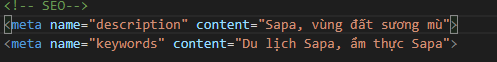 <!-- SEO-->
<meta name="description" content="Sapa, vùng đất sương mù">
<meta name="keywords" content="Du lịch Sapa, ẩm thực Sapa">